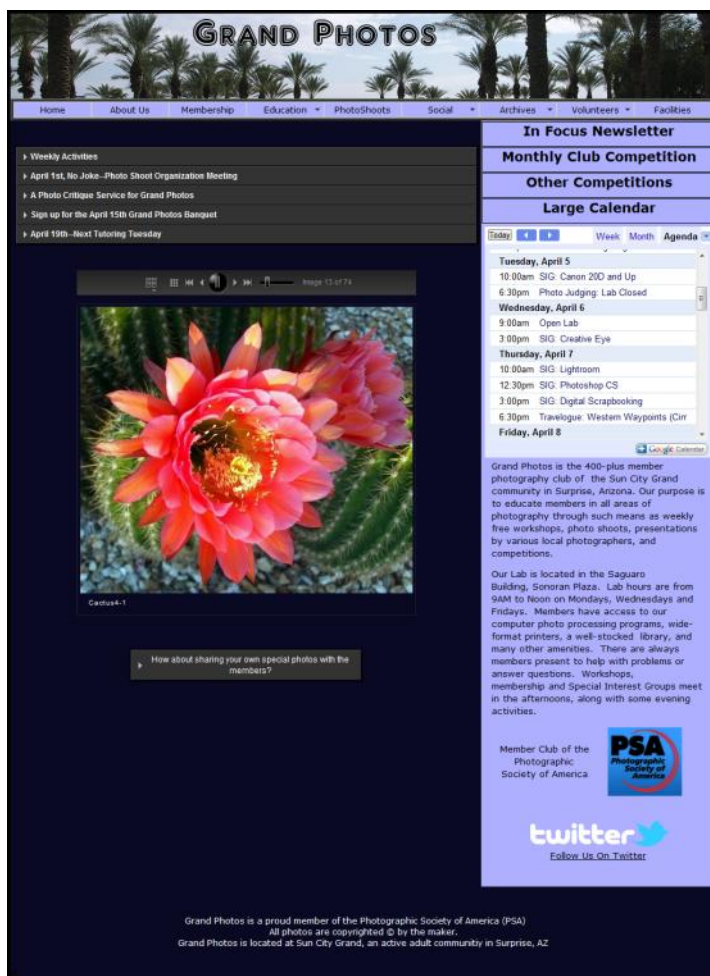 GRAND PHOTOS
Home About Us Membership Education PhotoShoots Social Archives Volunteers Facilities
Weekly Activities
April 1st, No Joke--Photo Shoot Organization Meeting
A Photo Critique Service for Grand Photos
Sign up for the April 15th Grand Photos Banquet
April 19th--Next Tutoring Tuesday
Image 13 of 74
Cactus4-1
How about sharing your own special photos with the
members?
In Focus Newsletter
Monthly Club Competition
Other Competitions
Large Calendar
Today Week Month Agenda
Tuesday, April 5
10:00am SIG: Canon 20D and Up
6:30pm Photo Judging: Lab Closed
Wednesday, April 6
9:00am Open Lab
3:00pm SIG: Creative Eye
Thursday, April 7
10:00am SIG: Lightroom
12:30pm SIG: Photoshop CS
3:00pm SIG: Digital Scrapbooking
6:30pm Travelogue: Western Waypoints
Friday, April 8
Google Calendar
Grand Photos is the 400-plus member
photography club of the Sun City Grand
community in Surprise, Arizona. Our purpose is
to educate members in all areas of
photography through such means as weekly
free workshops, photo shoots, presentations
by various local photographers, and
competitions.
Our Lab is located in the Saguaro
Building, Sonoran Plaza. Lab hours are from
9AM to Noon on Mondays, Wednesdays and
Fridays. Members have access to our
computer photo processing programs, wide-
format printers, a well-stocked library, and
many other amenities. There are always
members present to help with problems or
answer questions. Workshops,
membership and Special Interest Groups meet
in the afternoons, along with some evening
activities.
Member Club of the
Photographic
Society of America
PSA
Photographic
Society of
America
twitter
Follow Us On Twitter
Grand Photos is a proud member of the Photographic Society of America (PSA)
All photos are copyrighted © by the maker.
Grand Photos is located at Sun City Grand, an active adult communitiy in Surprise, AZ